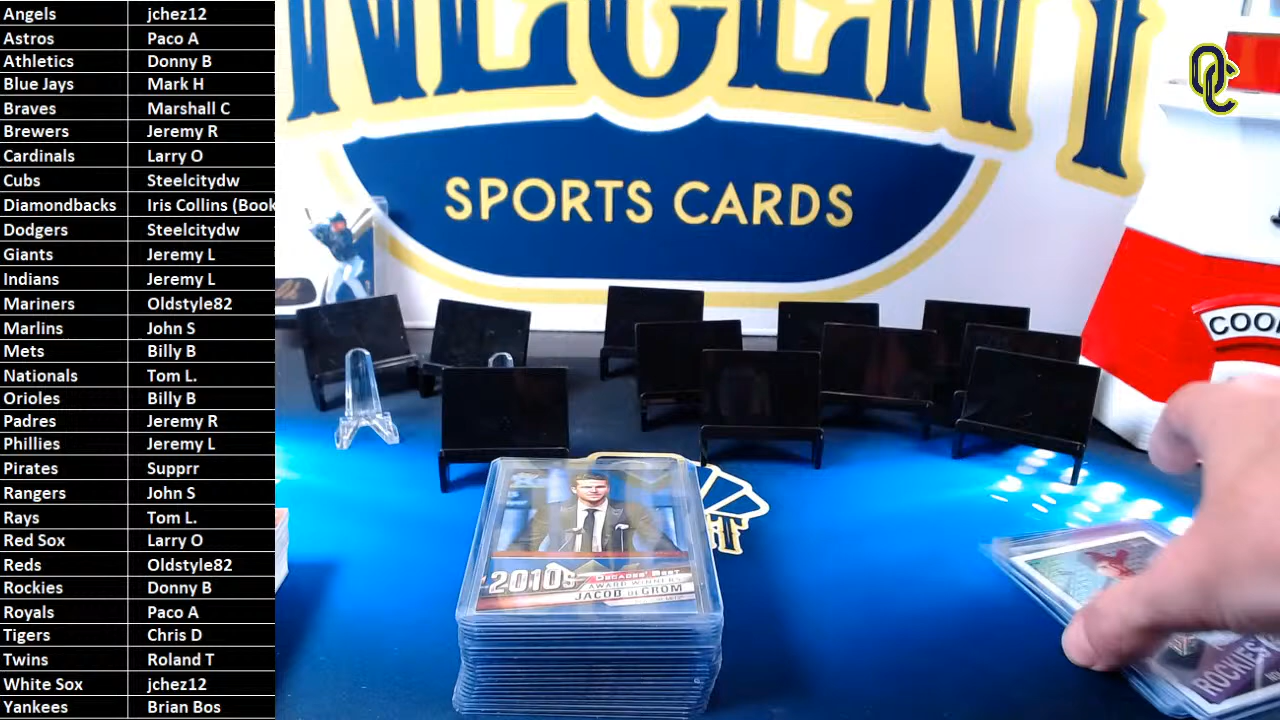 Angels jchez12
Astros Paco A
Athletics Donny B
Blue Jays Mark H
Braves Marshall C
Brewers Jeremy R
Cardinals Larry O
Cubs Steelcitydw
Diamondbacks Iris Collins (Book
Dodgers Steelcitydw
Giants Jeremy L
Indians Jeremy L
Mariners Oldstyle82
Marlins John S
Mets Billy B
Nationals Tom L.
Orioles Billy B
Padres Jeremy R
Phillies Jeremy L
Pirates Supprr
Rangers John S
Rays Tom L.
Red Sox Larry O
Reds Oldstyle82
Rockies Donny B
Royals Paco A
Tigers Chris D
Twins Roland T
White Sox jchez12
Yankees Brian Bos
SPORTS CARDS
OC
COO
2010s
DECADES' BEST
AWARD WINNERS
JACOB deGROM
ROCKIES